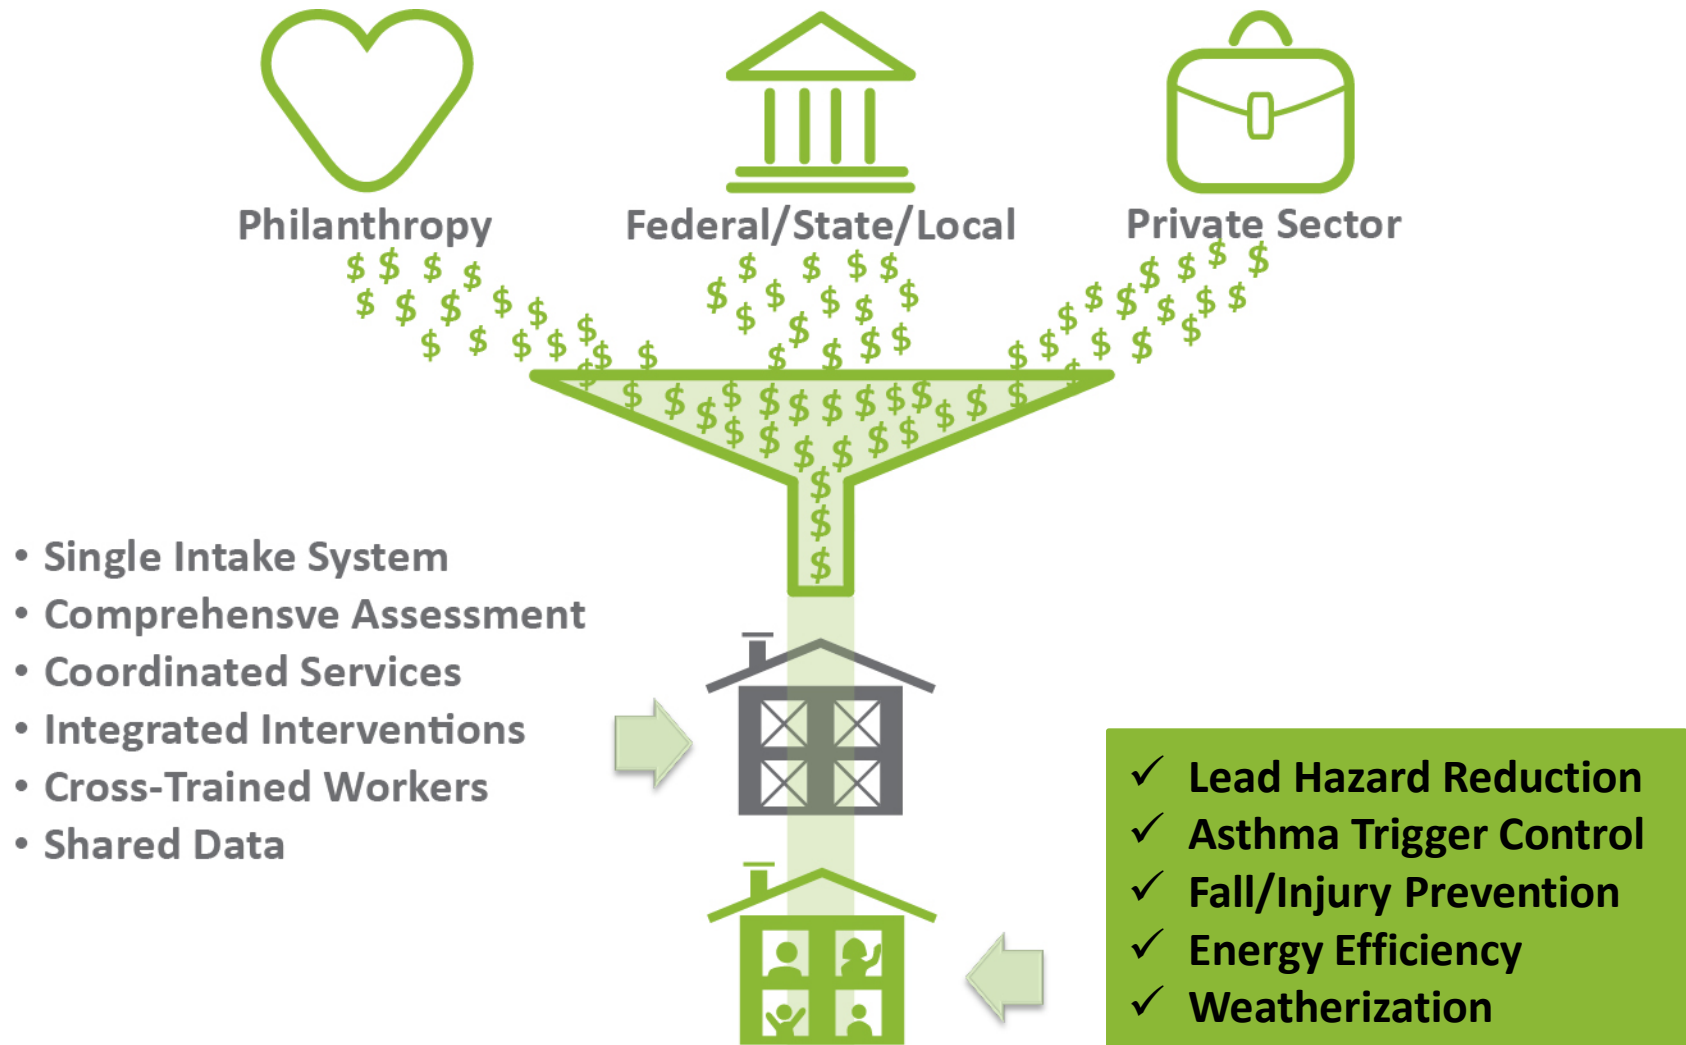 Philanthropy
Federal/State/Local
Private Sector
• Single Intake System
• Comprehensve Assessment
• Coordinated Services
• Integrated Interventions
• Cross-Trained Workers
• Shared Data
✓ Lead Hazard Reduction
✓ Asthma Trigger Control
✓ Fall/Injury Prevention
✓ Energy Efficiency
✓ Weatherization